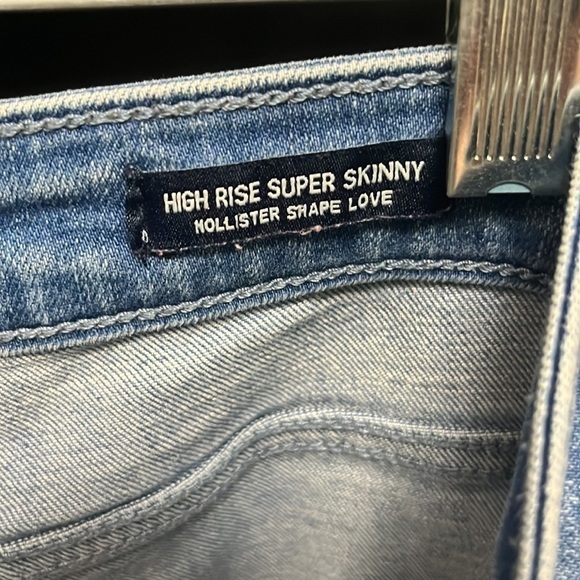 HIGH RISE SUPER SKINNY
HOLLISTER SHAPE LOVE